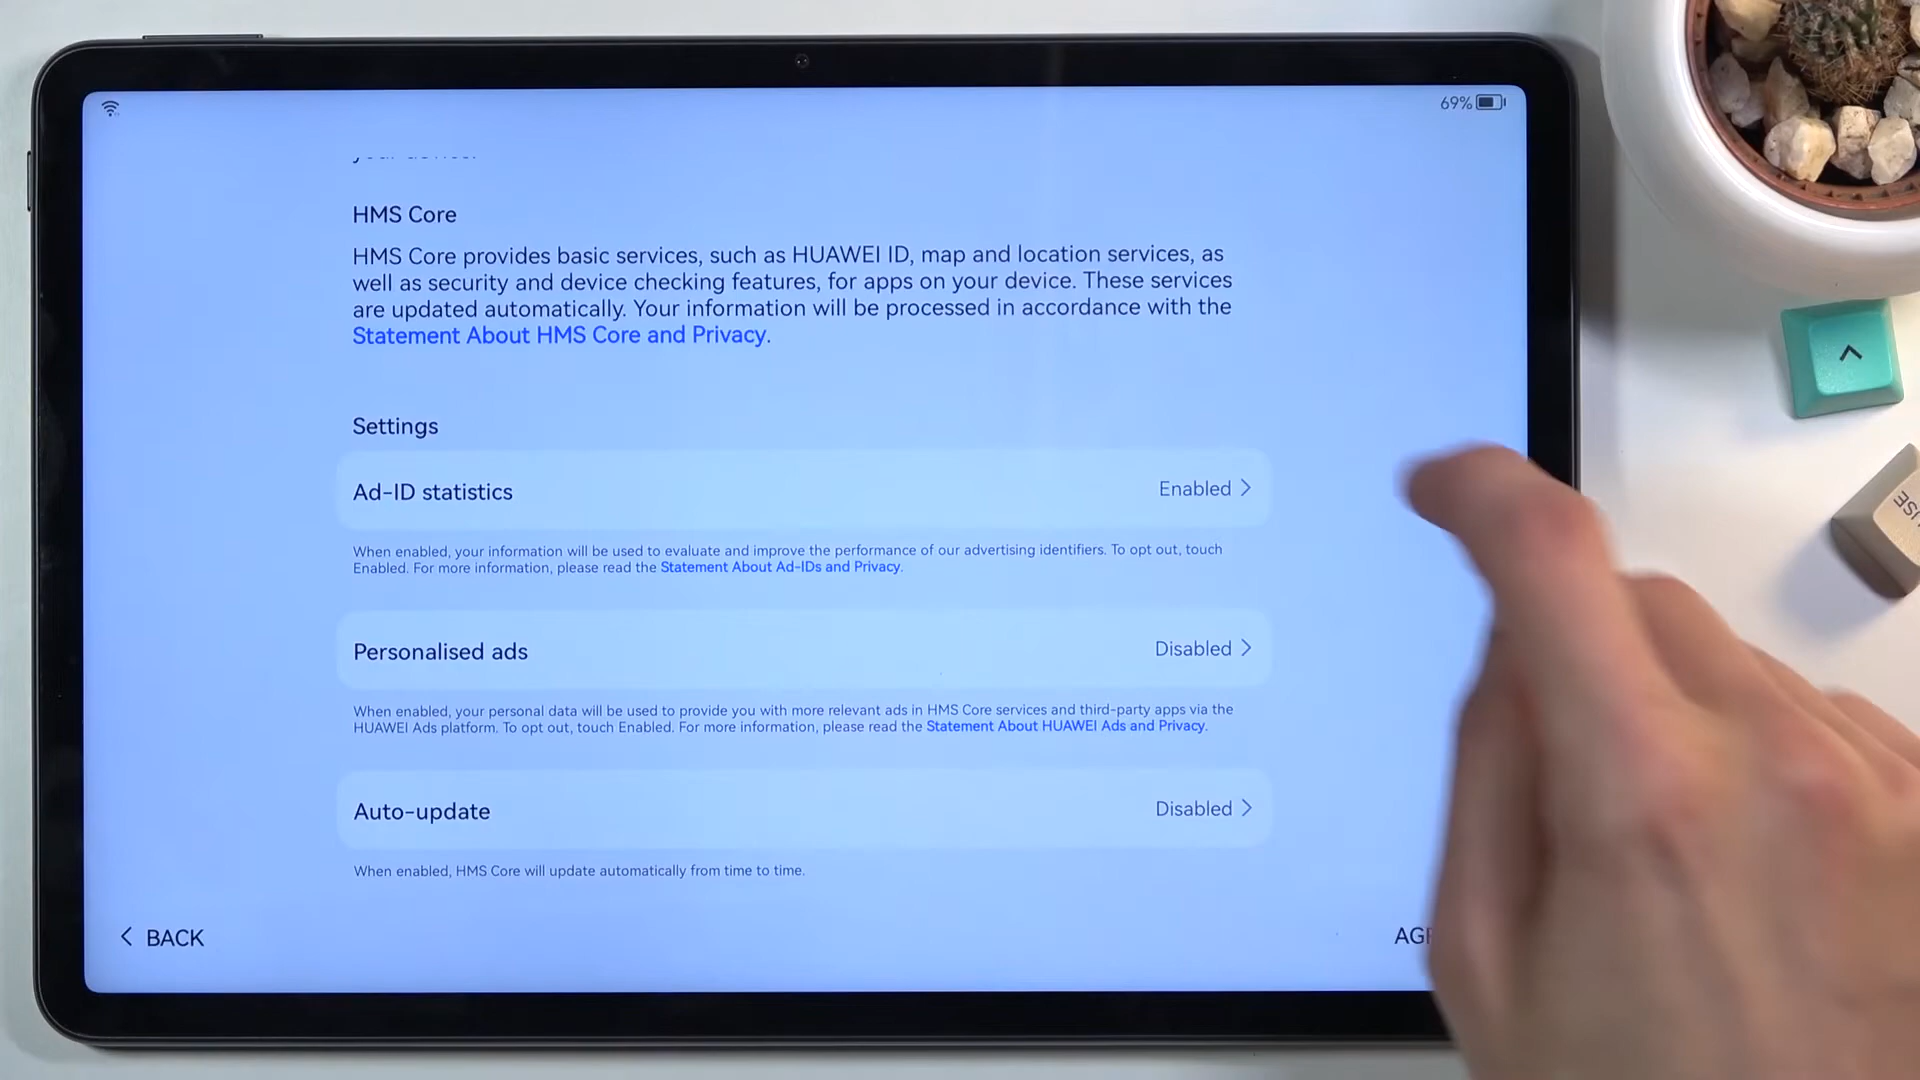 69%
HMS Core
HMS Core provides basic services, such as HUAWEI ID, map and location services, as
well as security and device checking features, for apps on your device. These services
are updated automatically. Your information will be processed in accordance with the
Statement About HMS Core and Privacy.
Settings
Ad-ID statistics
Enabled
When enabled, your information will be used to evaluate and improve the performance of our advertising identifiers. To opt out, touch
Enabled. For more information, please read the Statement About Ad-IDs and Privacy.
Personalised ads
Disabled
When enabled, your personal data will be used to provide you with more relevant ads in HMS Core services and third-party apps via the
HUAWEI Ads platform. To opt out, touch Enabled. For more information, please read the Statement About HUAWEI Ads and Privacy.
Auto-update
Disabled
When enabled, HMS Core will update automatically from time to time.
BACK